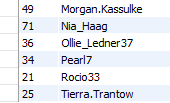 49 Morgan.Kassulke
71 Nia_Haag
36 Ollie_Ledner37
34 Pearl7
21 Rocio33
25 Tierra.Trantow